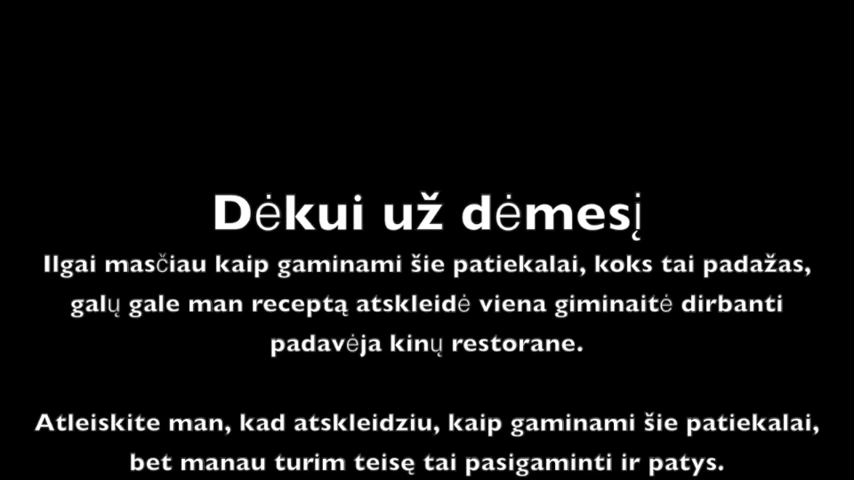 Dėkui už dėmesį
Ilgai masčiau kaip gaminami šie patiekalai, koks tai padažas,
galų gale man receptą atskleidė viena giminaitė dirbanti
padavėja kinų restorane.
Atleiskite man, kad atskleidziu, kaip gaminami šie patiekalai,
bet manau turim teisę tai pasigaminti ir patys.